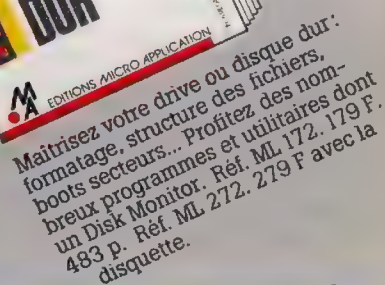 DUR
MA EDITIONS MICRO APPLICATION
Maîtrisez votre drive ou disque dur:
formatage, structure des fichiers,
boots secteurs... Profitez des nom-
breux programmes et utilitaires dont
un Disk Monitor. Réf. ML 172. 179 F.
483 p. Réf. ML 272. 279 F avec la
disquette.